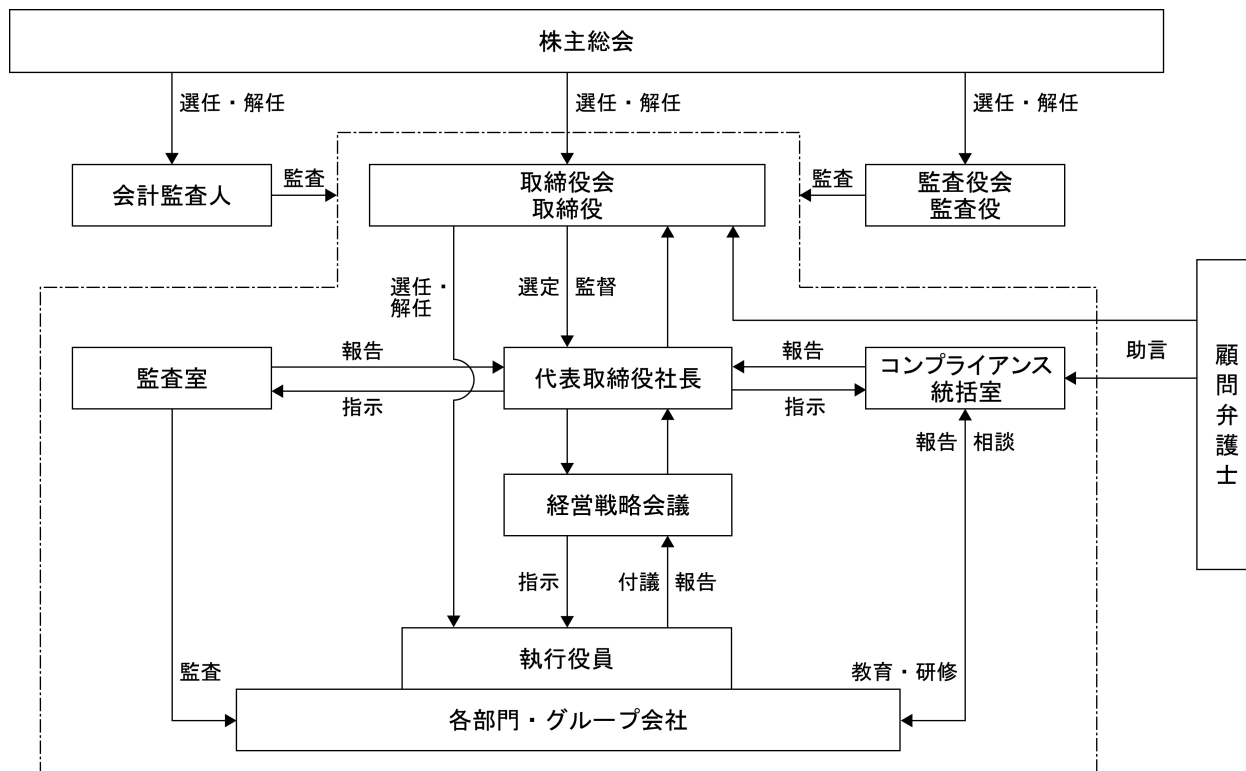 株主総会
選任・解任
選任・解任
選任・解任
会計監査人
監査
取締役会
取締役
監査
監査役会
監査役
選任・
解任
選定
監督
監査室
報告
指示
代表取締役社長
報告
指示
コンプライアンス
統括室
助言
顧問弁護士
報告
相談
経営戦略会議
指示
付議
報告
執行役員
監査
教育・研修
各部門・グループ会社